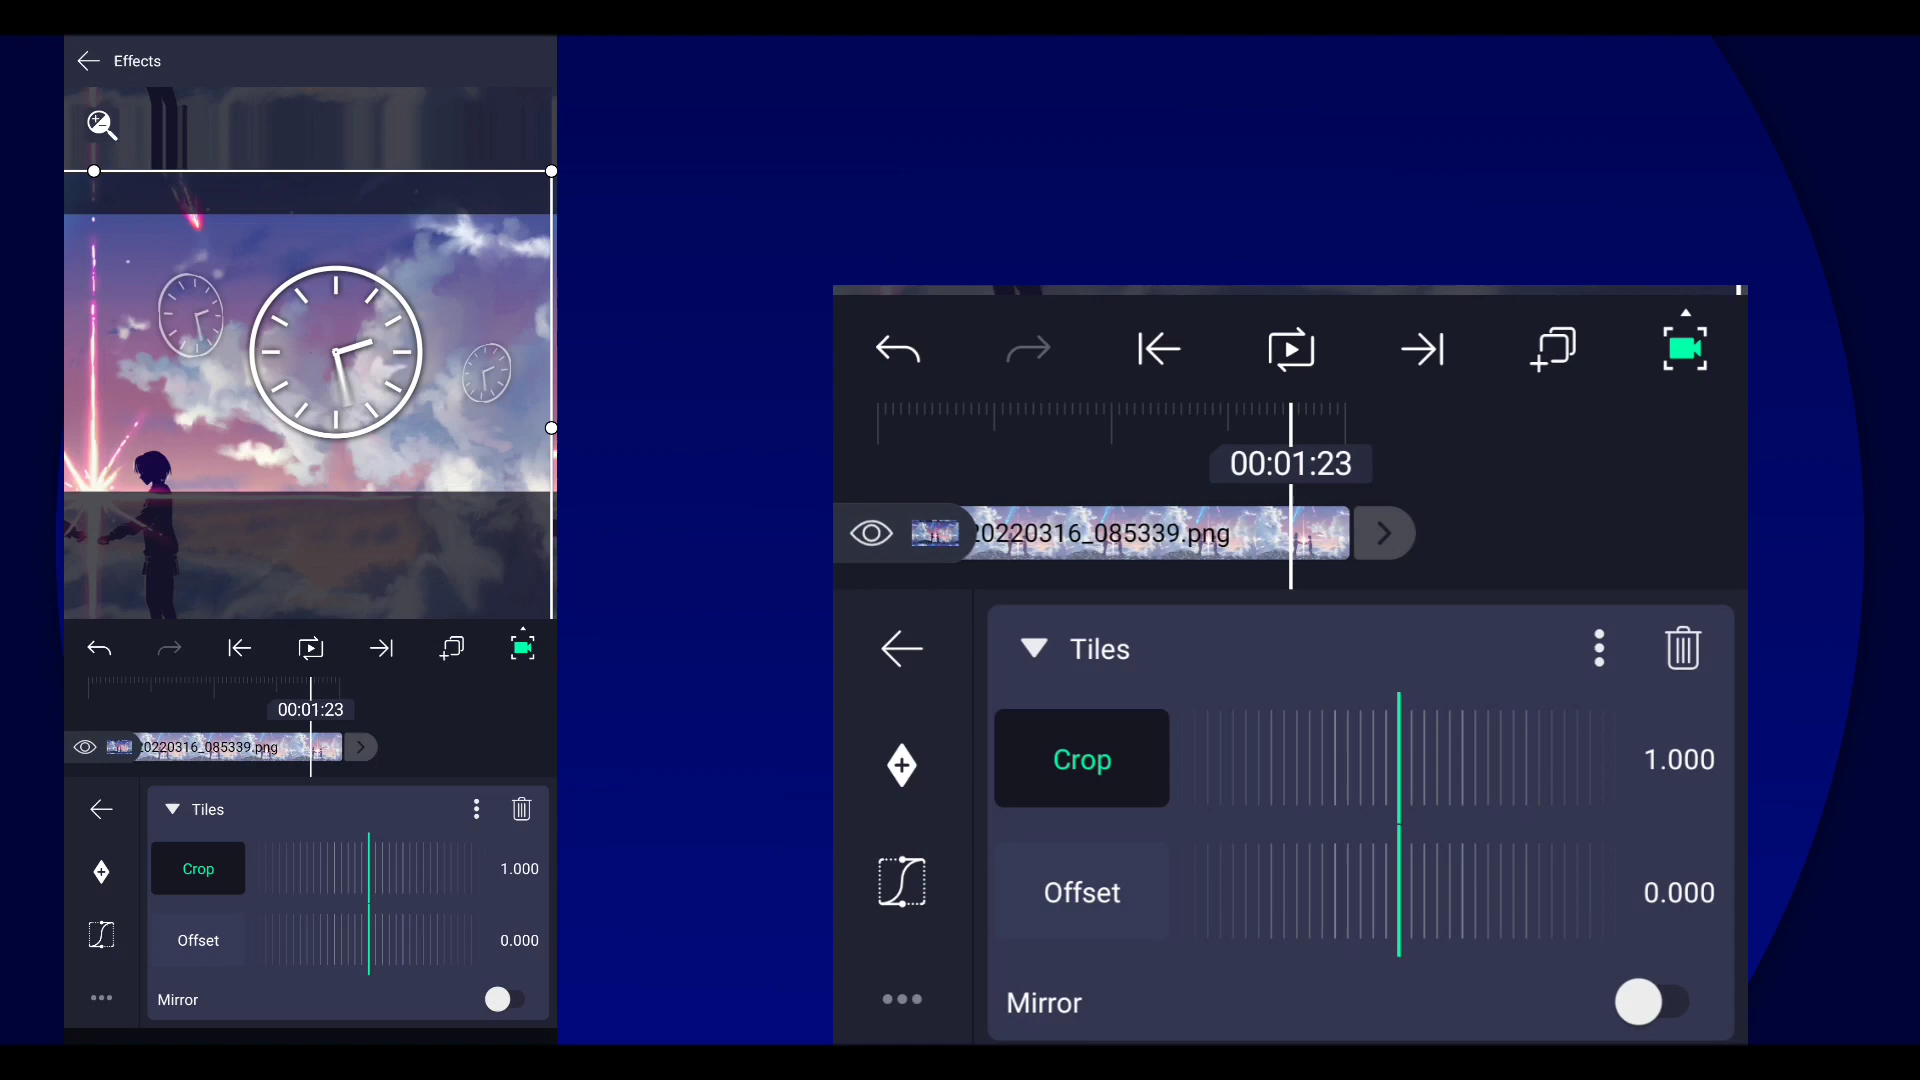 Effects
00:01:23
20220316_085339.png
Tiles
Crop
1.000
Offset
0.000
Mirror
00:01:23
20220316_085339.png
Tiles
Crop
1.000
Offset
0.000
Mirror